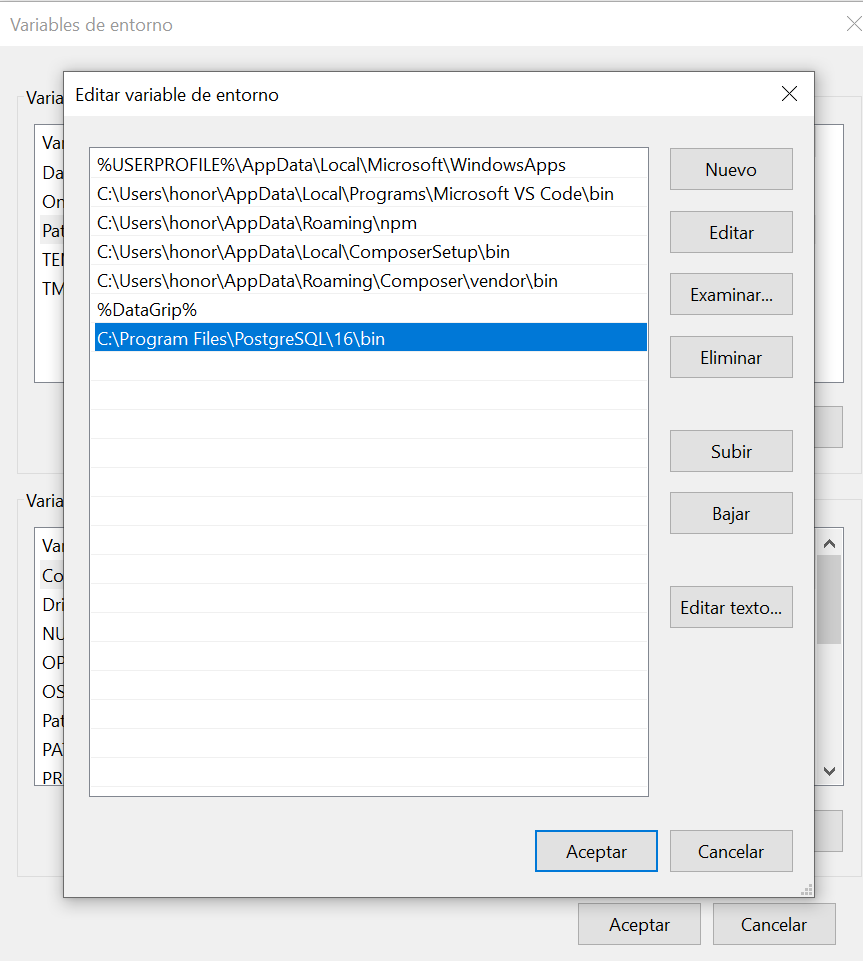 Variables de entorno
Editar variable de entorno
%USERPROFILE%\AppData\Local\Microsoft\WindowsApps
C:\Users\honor\AppData\Local\Programs\Microsoft VS Code\bin
C:\Users\honor\AppData\Roaming\npm
C:\Users\honor\AppData\Local\ComposerSetup\bin
C:\Users\honor\AppData\Roaming\Composer\vendor\bin
%DataGrip%
C:\Program Files\PostgreSQL\16\bin
Nuevo
Editar
Examinar...
Eliminar
Subir
Bajar
Editar texto...
Aceptar
Cancelar
Varia
Var
Da
On
Pat
TEM
TM
Varia
Var
Co
Dri
NU
OP
OS
Pat
PA
PR
Aceptar
Cancelar